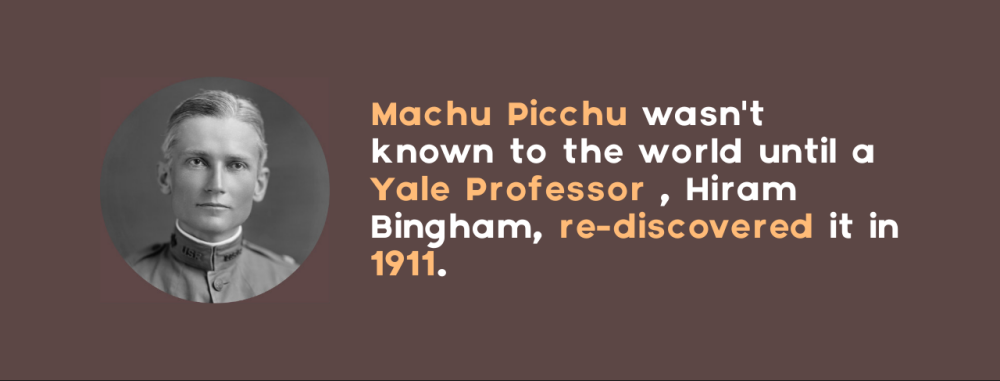 Machu Picchu wasn't
known to the world until a
Yale Professor , Hiram
Bingham, re-discovered it in
1911.